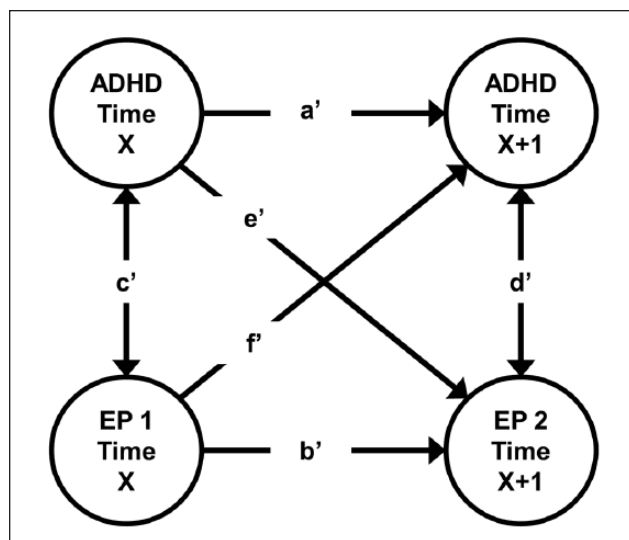 ADHD
Time
X
a’
ADHD
Time
X+1
e’
c’
d’
f’
EP 1
Time
X
b’
EP 2
Time
X+1